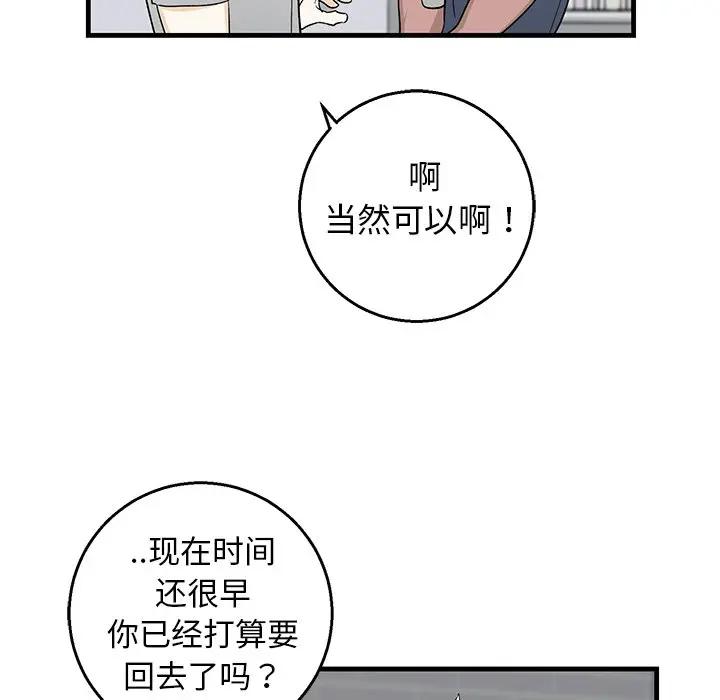 啊
当然可以啊！
..现在时间
还很早
你已经打算要
回去了吗？